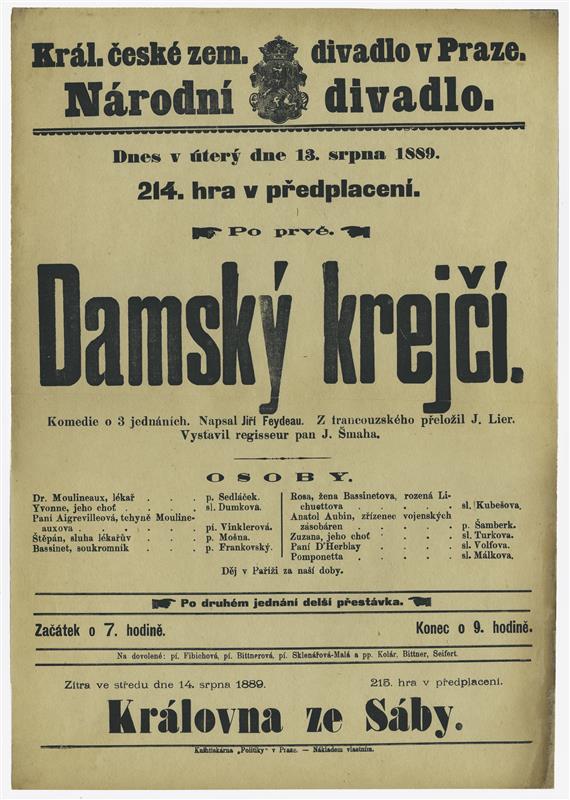 Král. české zem. divadlo v Praze.
Národní divadlo.
Dnes v úterý dne 13. srpna 1889.
214. hra v předplacení.
Po prvé.
Damský krejčí.
Komedie o 3 jednáních. Napsal Jiří Feydeau. Z francouzského přeložil J. Lier.
Vystavil regisseur pan J. Šmaha.
OSOBY.
Dr. Moulineaux, lékař . . . p. Sedláček.
Yvonne, jeho choť . . . . sl. Dumkova.
Paní Aigrevilleová, tchyně Mouline-
auxova . . . . . . pí. Vinklerová.
Štěpán, sluha lékařův . . . p. Mošna.
Bassinet, soukromník . . . p. Frankovský.
Rosa, žena Bassinetova, rozená Li-
chuettova . . . . . sl. Kubešova.
Anatol Aubin, zřízenec vojenských
zásobáren . . . . . p. Šamberk.
Zuzana, jeho choť . . . . sl. Turkova.
Paní D'Herblay . . . . sl. Volfova.
Pomponetta . . . . . sl. Málkova.
Děj v Paříži za naší doby.
Po druhém jednání delší přestávka.
Začátek o 7. hodině. Konec o 9. hodině.
Na dovolené: pí. Fibichová, pí. Bittnerová, pí. Sklenářová-Malá a pp. Kolár, Bittner, Seifert.
Zítra ve středu dne 14. srpna 1889. 215. hra v předplacení.
Královna ze Sáby.
Knihtiskárna „Politiky“ v Praze. — Nákladem vlastním.